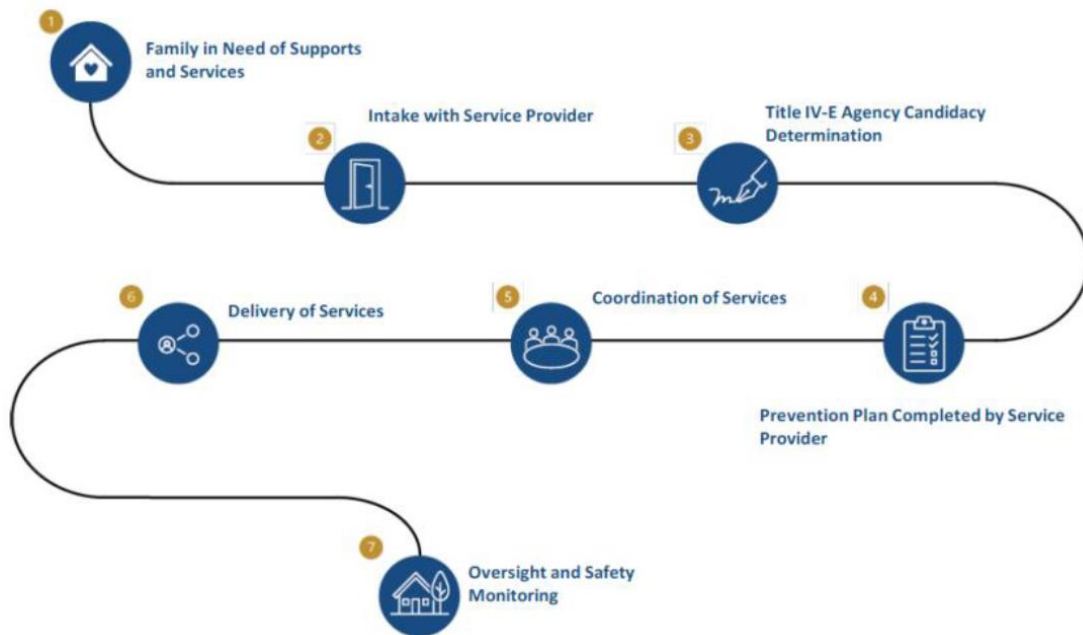 1
Family in Need of Supports
and Services
2
Intake with Service Provider
3
Title IV-E Agency Candidacy
Determination
4
Prevention Plan Completed by Service
Provider
5
Coordination of Services
6
Delivery of Services
7
Oversight and Safety
Monitoring